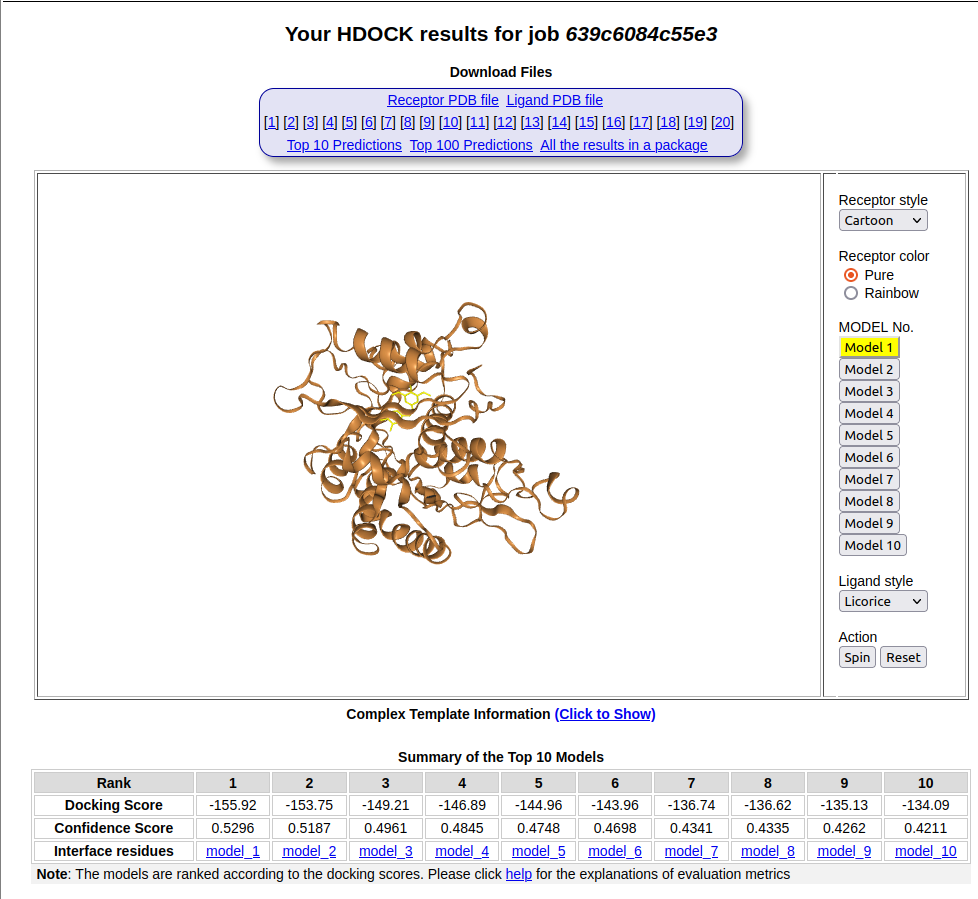 Your HDOCK results for job 639c6084c55e3
Download Files
Receptor PDB file Ligand PDB file
[1] [2] [3] [4] [5] [6] [7] [8] [9] [10] [11] [12] [13] [14] [15] [16] [17] [18] [19] [20]
Top 10 Predictions Top 100 Predictions All the results in a package
Receptor style
Cartoon
Receptor color
Pure
Rainbow
MODEL No.
Model 1
Model 2
Model 3
Model 4
Model 5
Model 6
Model 7
Model 8
Model 9
Model 10
Ligand style
Licorice
Action
Spin Reset
Complex Template Information (Click to Show)
Summary of the Top 10 Models
Rank 1 2 3 4 5 6 7 8 9 10
Docking Score -155.92 -153.75 -149.21 -146.89 -144.96 -143.96 -136.74 -136.62 -135.13 -134.09
Confidence Score 0.5296 0.5187 0.4961 0.4845 0.4748 0.4698 0.4341 0.4335 0.4262 0.4211
Interface residues model_1 model_2 model_3 model_4 model_5 model_6 model_7 model_8 model_9 model_10
Note: The models are ranked according to the docking scores. Please click help for the explanations of evaluation metrics